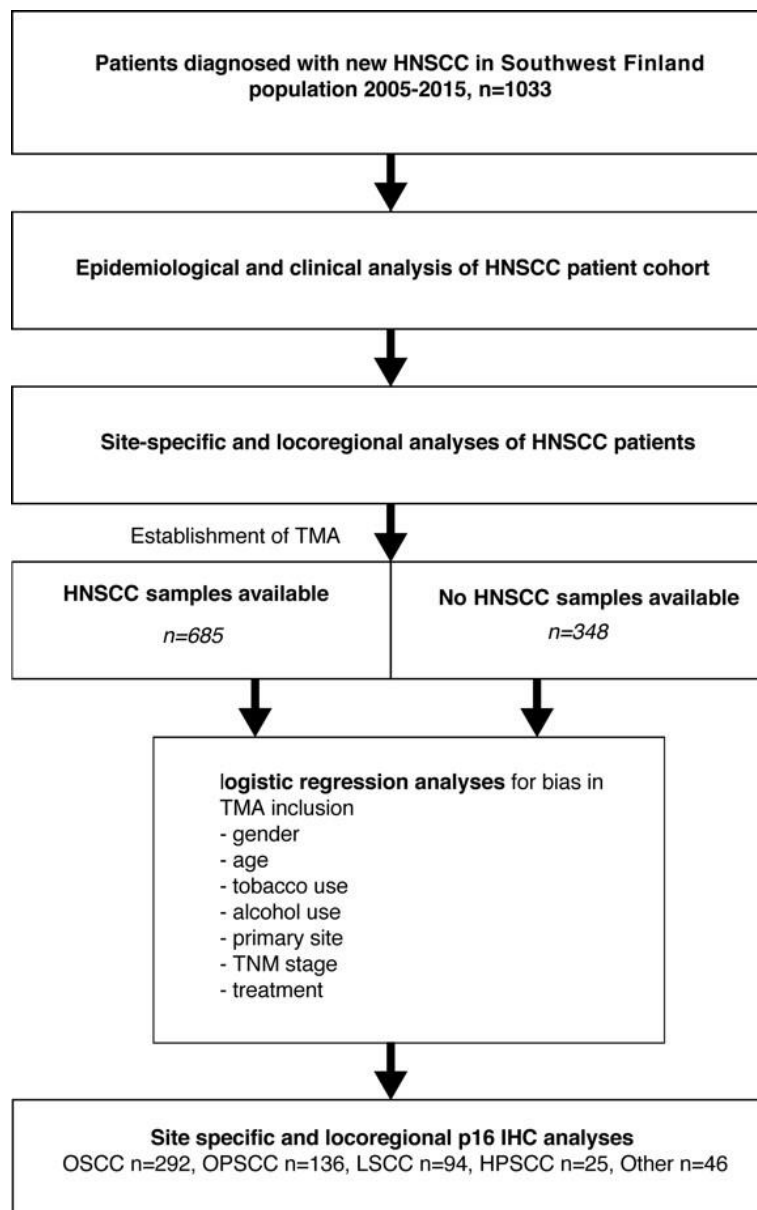 Patients diagnosed with new HNSCC in Southwest Finland
population 2005-2015, n=1033
Epidemiological and clinical analysis of HNSCC patient cohort
Site-specific and locoregional analyses of HNSCC patients
Establishment of TMA
HNSCC samples available
n=685
No HNSCC samples available
n=348
logistic regression analyses for bias in
TMA inclusion
- gender
- age
- tobacco use
- alcohol use
- primary site
- TNM stage
- treatment
Site specific and locoregional p16 IHC analyses
OSCC n=292, OPSCC n=136, LSCC n=94, HPSCC n=25, Other n=46